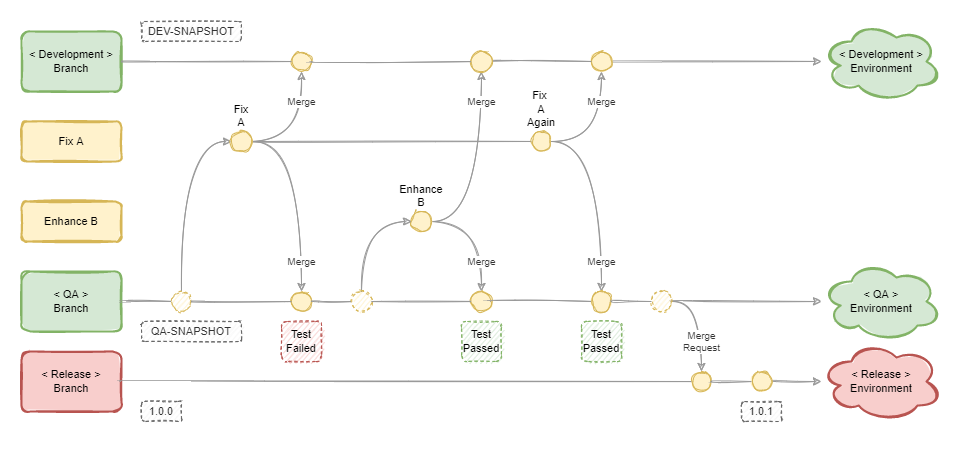 DEV-SNAPSHOT
< Development >
Branch
< Development >
Environment
Merge
Merge
Merge
Fix
A
Fix
A
Again
Fix A
Enhance
B
Enhance B
Merge
Merge
Merge
< QA >
Branch
< QA >
Environment
QA-SNAPSHOT
Test
Failed
Test
Passed
Test
Passed
Merge
Request
< Release >
Branch
< Release >
Environment
1.0.0
1.0.1